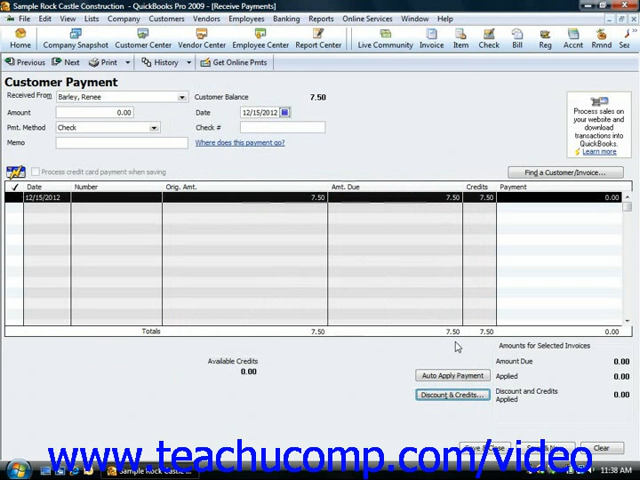 Sample Rock Castle Construction - QuickBooks Pro 2009 - [Receive Payments]
File Edit View Lists Company Customers Vendors Employees Banking Reports Online Services Window Help
Home Company Snapshot Customer Center Vendor Center Employee Center Report Center Live Community Invoice Item Check Bill Reg Accnt Rmnd
Previous Next Print History Get Online Pmts
Customer Payment
Received From Barley, Renee Customer Balance 7.50
Amount 0.00 Date 12/15/2012
Pmt. Method Check Check #
Memo Where does this payment go?
Process sales on
your website and
download
transactions into
QuickBooks.
Learn more
Process credit card payment when saving
Find a Customer/Invoice...
✓ Date Number Orig. Amt. Amt. Due Credits Payment
12/15/2012 7.50 7.50 7.50 0.00
Totals 7.50 7.50 7.50 0.00
Amounts for Selected Invoices
Available Credits
0.00
Amount Due 0.00
Auto Apply Payment Applied 0.00
Discount & Credits... Discount and Credits
Applied 0.00
Clear
www.teachucomp.com/video
Sample Rock Castle
11:38 AM